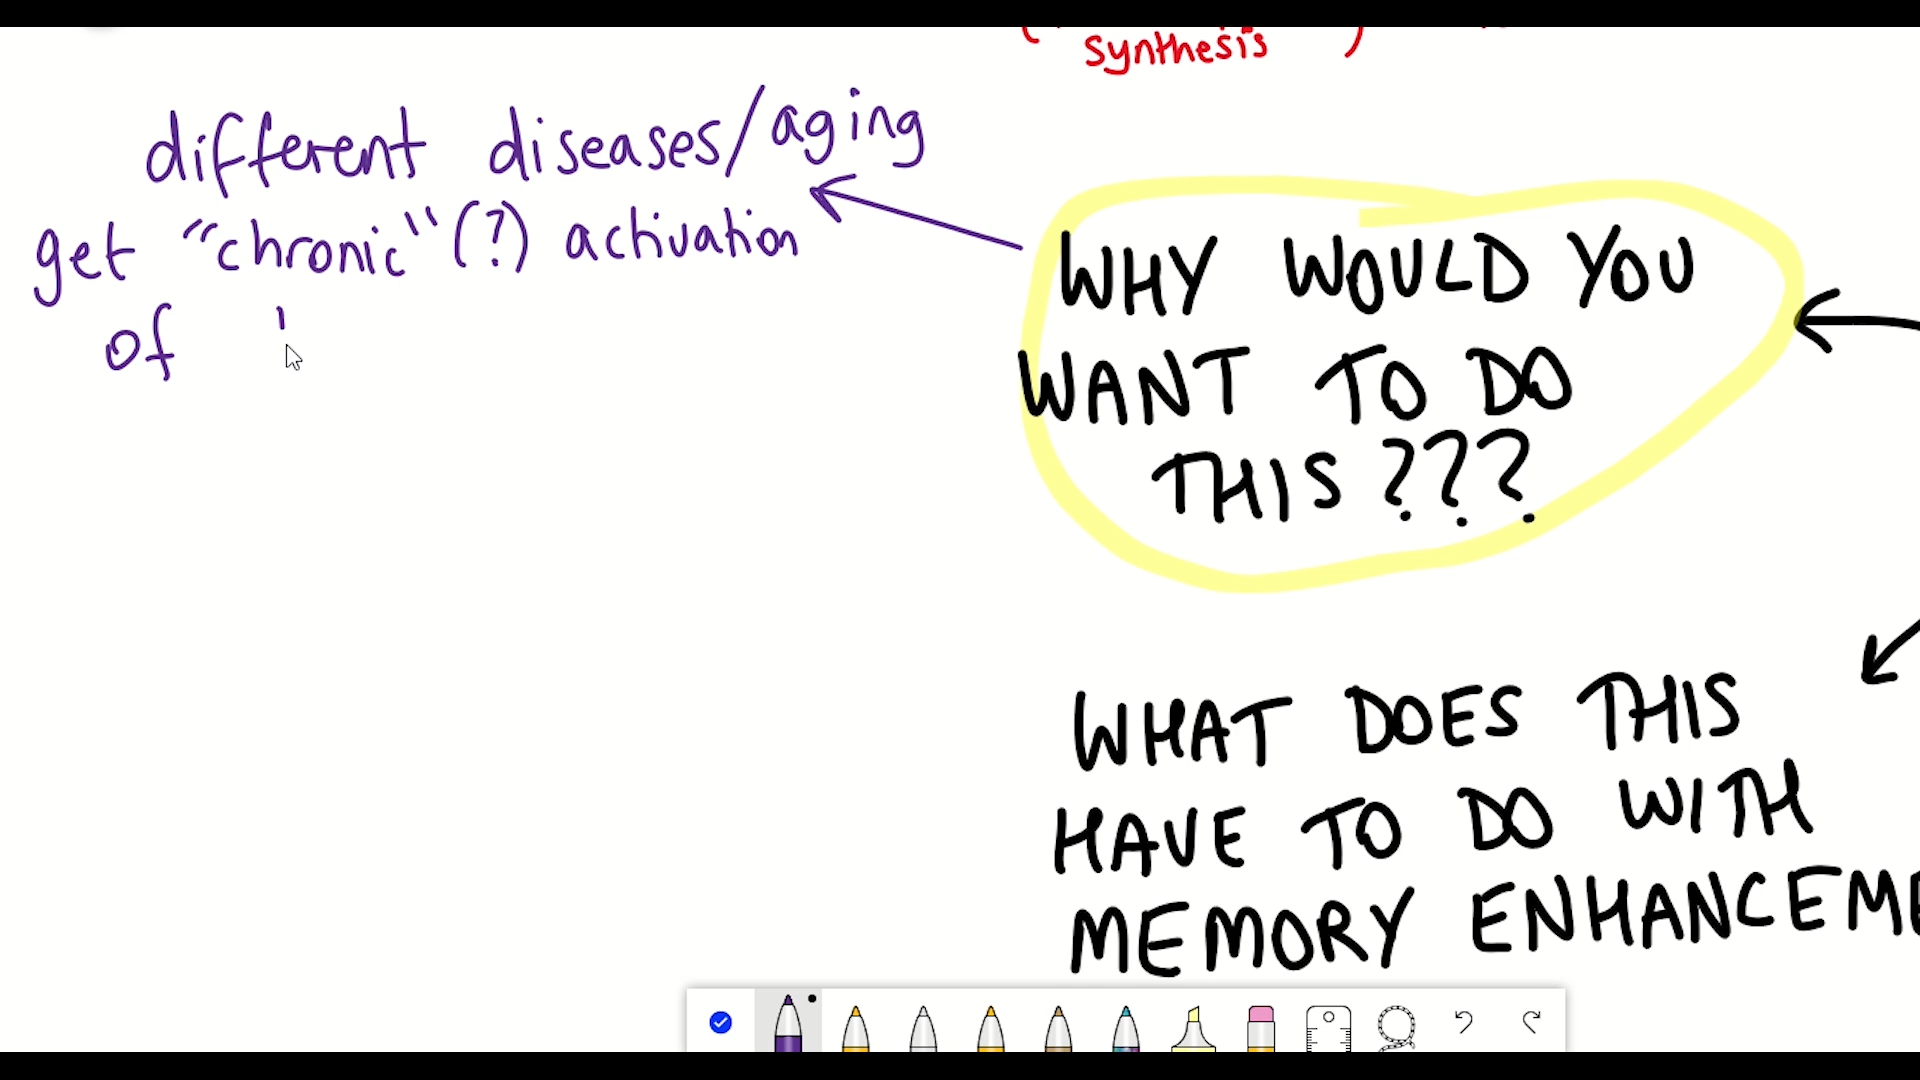 synthesis
different diseases/aging
get "chronic" (?) activation
of
WHY WOULD YOU
WANT TO DO
THIS???
WHAT DOES THIS
HAVE TO DO WITH
MEMORY ENHANCEME